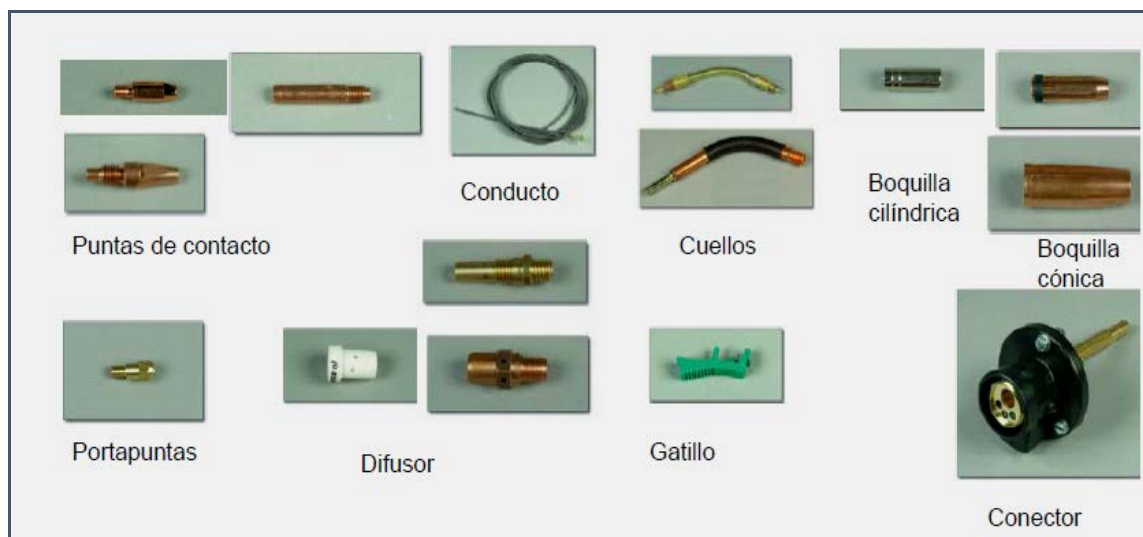 Puntas de contacto
Conducto
Cuellos
Boquilla
cilíndrica
Boquilla
cónica
Portapuntas
Difusor
Gatillo
Conector